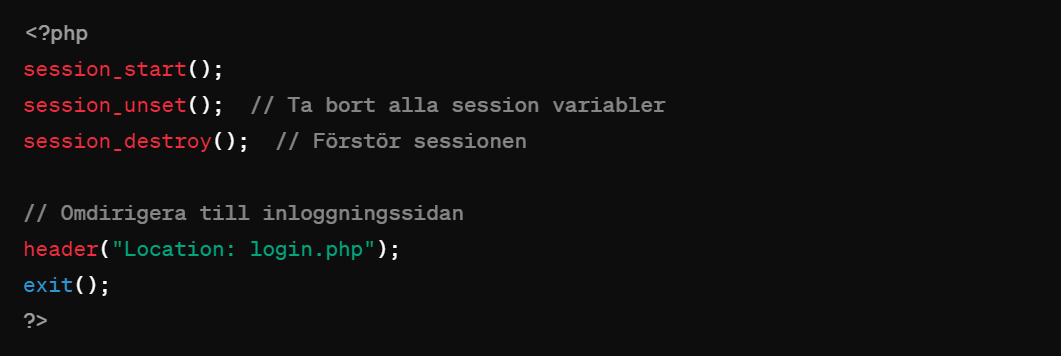 <?php
session_start();
session_unset();  // Ta bort alla session variabler
session_destroy();  // Förstör sessionen
// Omdirigera till inloggningssidan
header("Location: login.php");
exit();
?>